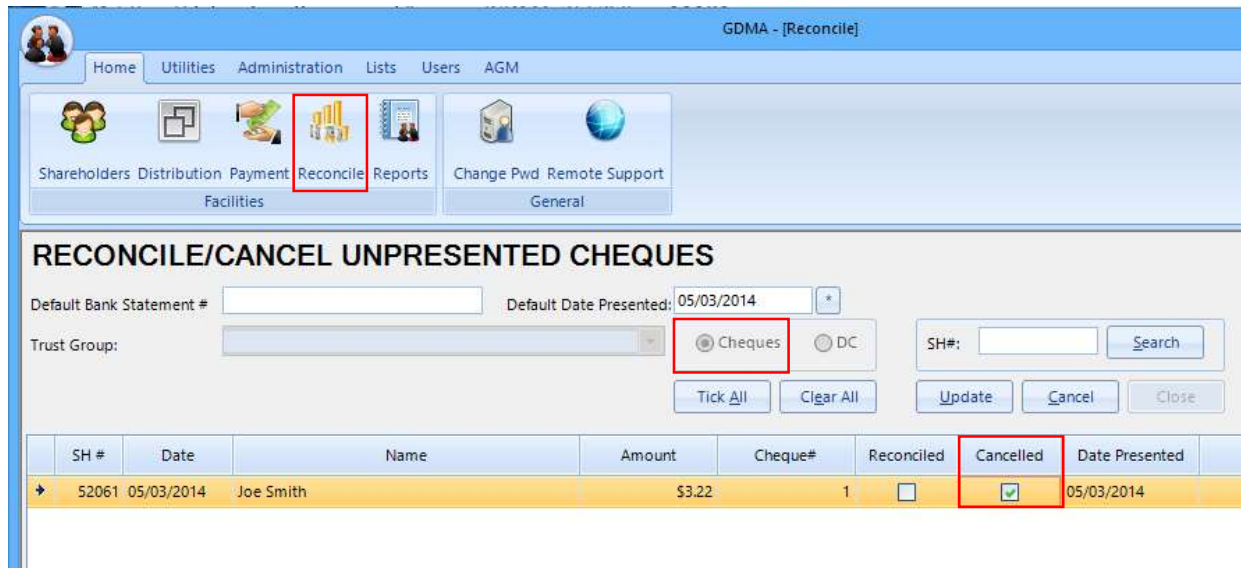 GDMA - [Reconcile]
Home Utilities Administration Lists Users AGM
Shareholders Distribution Payment Reconcile Reports Change Pwd Remote Support
Facilities General
RECONCILE/CANCEL UNPRESENTED CHEQUES
Default Bank Statement # Default Date Presented: 05/03/2014 *
Trust Group: Cheques DC SH#: Search
Tick All Clear All Update Cancel Close
SH # Date Name Amount Cheque# Reconciled Cancelled Date Presented
52061 05/03/2014 Joe Smith $3.22 1 05/03/2014